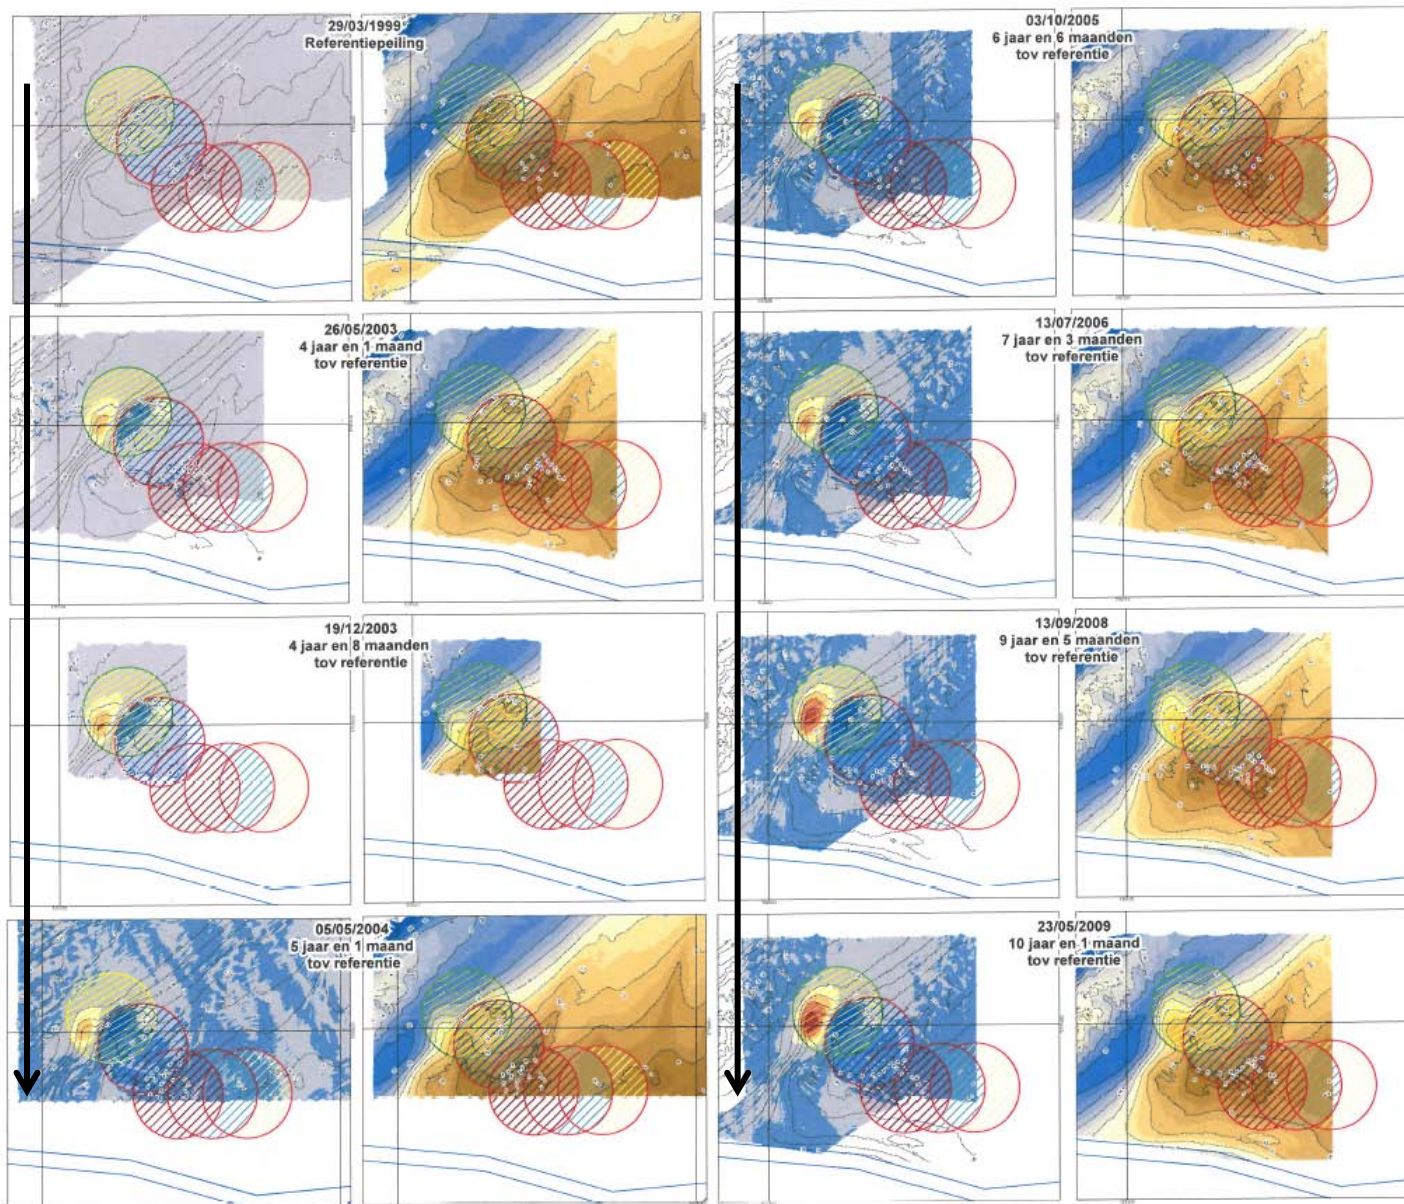 29/03/1999
Referentiepeiling
26/05/2003
4 jaar en 1 maand
tov referentie
19/12/2003
4 jaar en 8 maanden
tov referentie
05/05/2004
5 jaar en 1 maand
tov referentie
03/10/2005
6 jaar en 6 maanden
tov referentie
13/07/2006
7 jaar en 3 maanden
tov referentie
13/09/2008
9 jaar en 5 maanden
tov referentie
23/05/2009
10 jaar en 1 maand
tov referentie